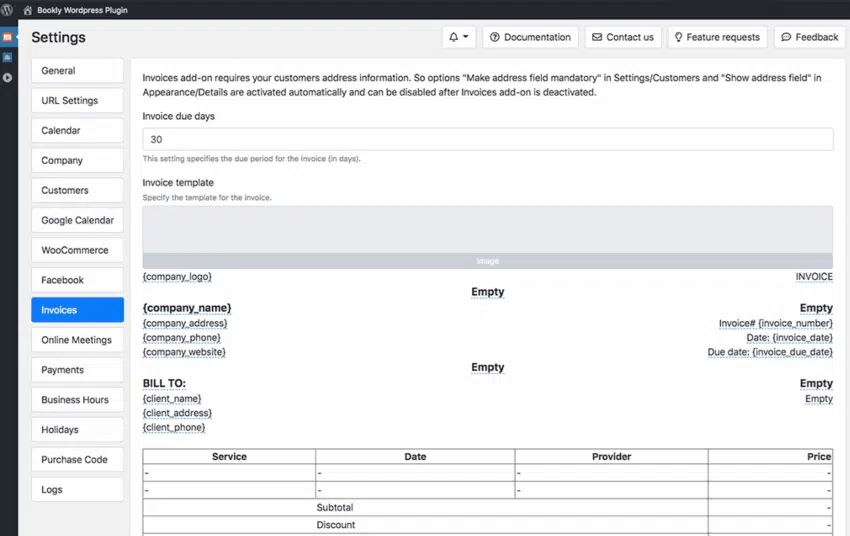 Bookly Wordpress Plugin
Settings
Documentation
Contact us
Feature requests
Feedback
General
URL Settings
Calendar
Company
Customers
Google Calendar
WooCommerce
Facebook
Invoices
Online Meetings
Payments
Business Hours
Holidays
Purchase Code
Logs
Invoices add-on requires your customers address information. So options "Make address field mandatory" in Settings/Customers and "Show address field" in
Appearance/Details are activated automatically and can be disabled after Invoices add-on is deactivated.
Invoice due days
30
This setting specifies the due period for the invoice (in days).
Invoice template
Specify the template for the invoice.
Image
{company_logo} INVOICE
Empty
{company_name} Empty
{company_address} Invoice# {invoice_number}
{company_phone} Date: {invoice_date}
{company_website} Due date: {invoice_due_date}
Empty
BILL TO: Empty
{client_name} Empty
{client_address}
{client_phone}
Service Date Provider Price
- - - -
- - - -
Subtotal -
Discount -